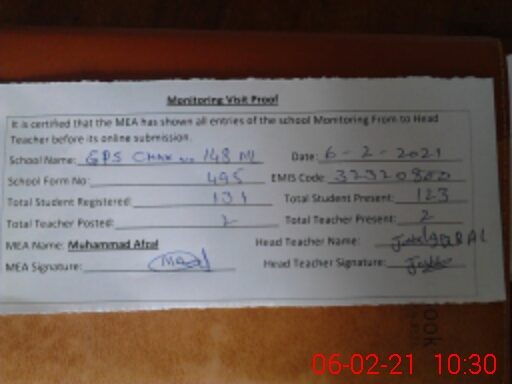 Monitoring Visit Proof
It is certified that the MEA has shown all entries of the school Monitoring From to Head
Teacher before its online submission.
School Name: GPS CHAK no 148 ML Date: 6-2-2021
School Form No: 495 EMIS Code:
Total Student Registered: 131 Total Student Present: 123
Total Teacher Posted: 2 Total Teacher Present: 2
MEA Name: Muhammad Afzal Head Teacher Name:
MEA Signature: Head Teacher Signature:
06-02-21 10:30